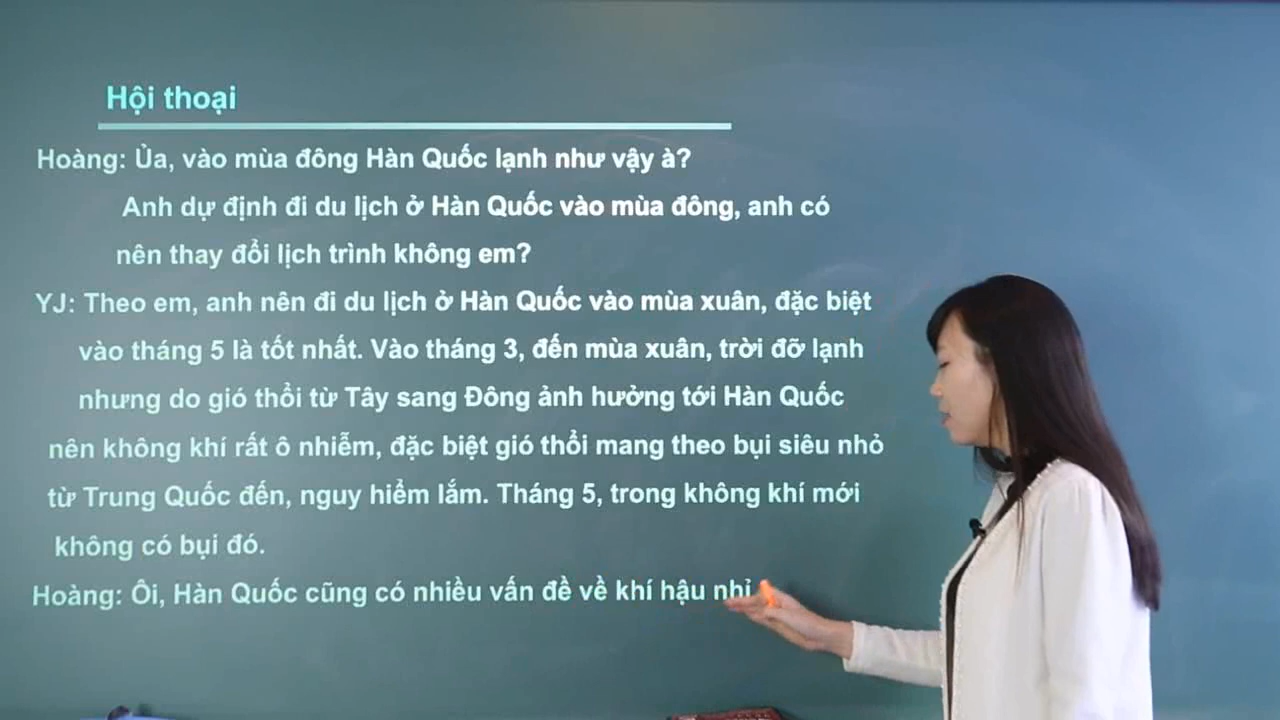 Hội thoại
Hoàng: Ủa, vào mùa đông Hàn Quốc lạnh như vậy à?
Anh dự định đi du lịch ở Hàn Quốc vào mùa đông, anh có
nên thay đổi lịch trình không em?
YJ: Theo em, anh nên đi du lịch ở Hàn Quốc vào mùa xuân, đặc biệt
vào tháng 5 là tốt nhất. Vào tháng 3, đến mùa xuân, trời đỡ lạnh
nhưng do gió thổi từ Tây sang Đông ảnh hưởng tới Hàn Quốc
nên không khí rất ô nhiễm, đặc biệt gió thổi mang theo bụi siêu nhỏ
từ Trung Quốc đến, nguy hiểm lắm. Tháng 5, trong không khí mới
không có bụi đó.
Hoàng: Ôi, Hàn Quốc cũng có nhiều vấn đề về khí hậu nhỉ